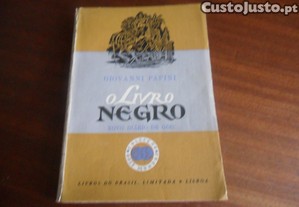 CustoJusto.pt
GIOVANNI PAPINI
O LIVRO
NEGRO
LIVROS DO BRASIL, LIMITADA • LISBOA